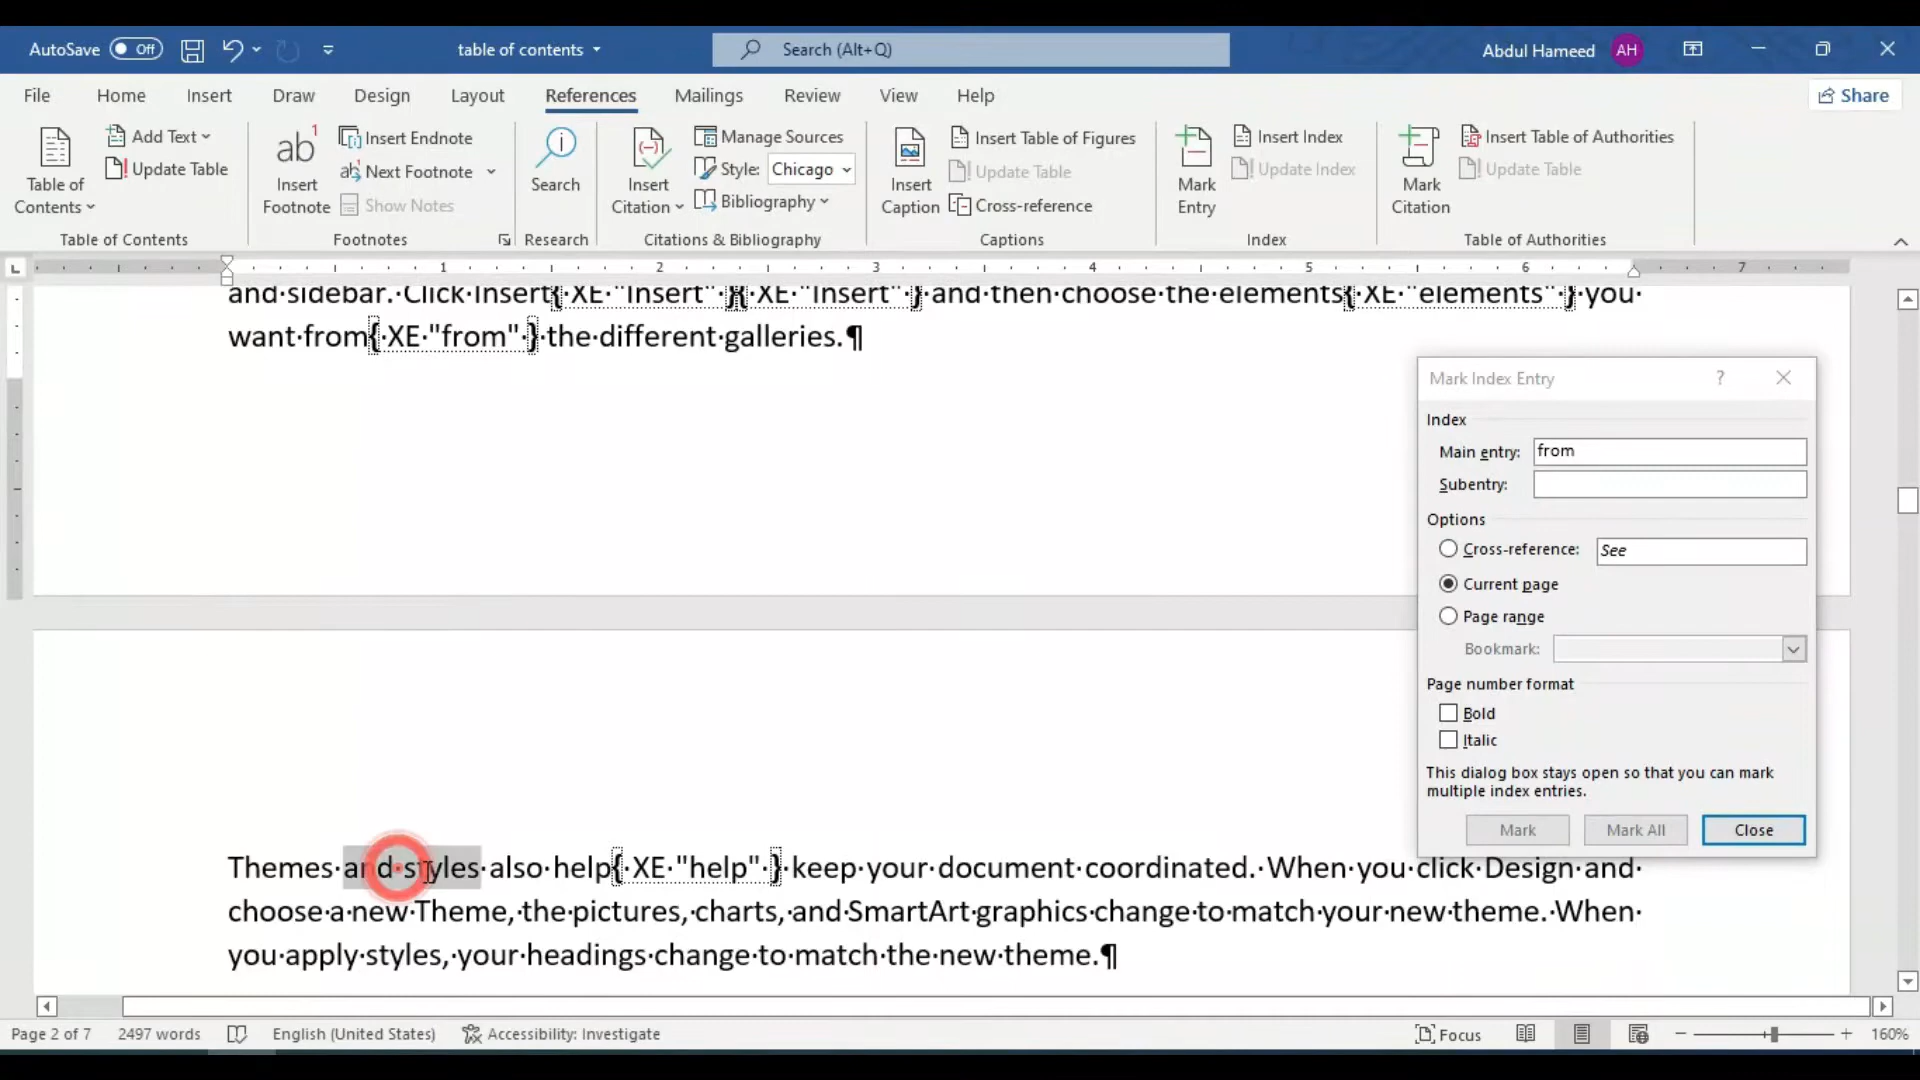 AutoSave Off table of contents Search (Alt+Q) Abdul Hameed AH
File Home Insert Draw Design Layout References Mailings Review View Help Share
Table of Contents
Add Text
Update Table
Table of Contents
ab1
Insert Footnote
Insert Endnote
Next Footnote
Show Notes
Footnotes
Search
Research
Insert Citation
Manage Sources
Style: Chicago
Bibliography
Citations & Bibliography
Insert Caption
Insert Table of Figures
Update Table
Cross-reference
Captions
Mark Entry
Insert Index
Update Index
Index
Mark Citation
Insert Table of Authorities
Update Table
Table of Authorities
L 1 2 3 4 5 6 7
and·sidebar.·Click·Insert{·XE·"Insert"·}{·XE·"Insert"·}·and·then·choose·the·elements{·XE·"elements"·}·you·
want·from{·XE·"from"·}·the·different·galleries.¶
Themes·and·styles·also·help{·XE·"help"·}·keep·your·document·coordinated.·When·you·click·Design·and·
choose·a·new·Theme,·the·pictures,·charts,·and·SmartArt·graphics·change·to·match·your·new·theme.·When·
you·apply·styles,·your·headings·change·to·match·the·new·theme.¶
Mark Index Entry ?
Index
Main entry: from
Subentry:
Options
Cross-reference: See
Current page
Page range
Bookmark:
Page number format
Bold
Italic
This dialog box stays open so that you can mark
multiple index entries.
Mark Mark All Close
Page 2 of 7 2497 words English (United States) Accessibility: Investigate Focus 160%